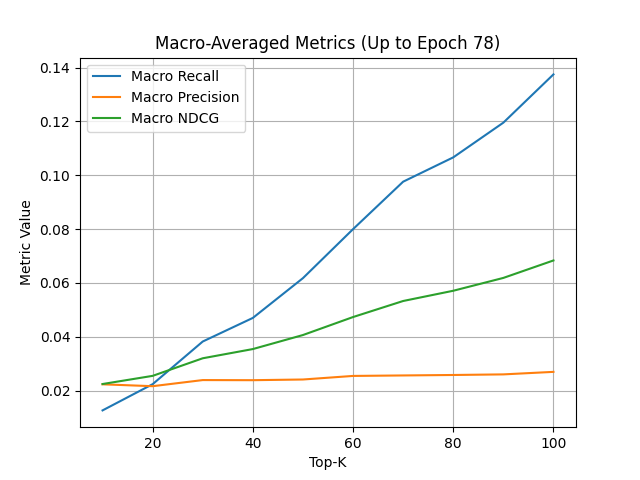 Macro-Averaged Metrics (Up to Epoch 78)
Macro Recall
Macro Precision
Macro NDCG
Metric Value
0.14
0.12
0.10
0.08
0.06
0.04
0.02
20 40 60 80 100
Top-K